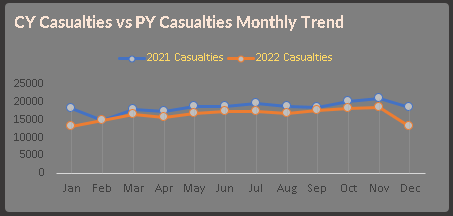 CY Casualties vs PY Casualties Monthly Trend
2021 Casualties 2022 Casualties
25000
20000
15000
10000
5000
0
Jan Feb Mar Apr May Jun Jul Aug Sep Oct Nov Dec